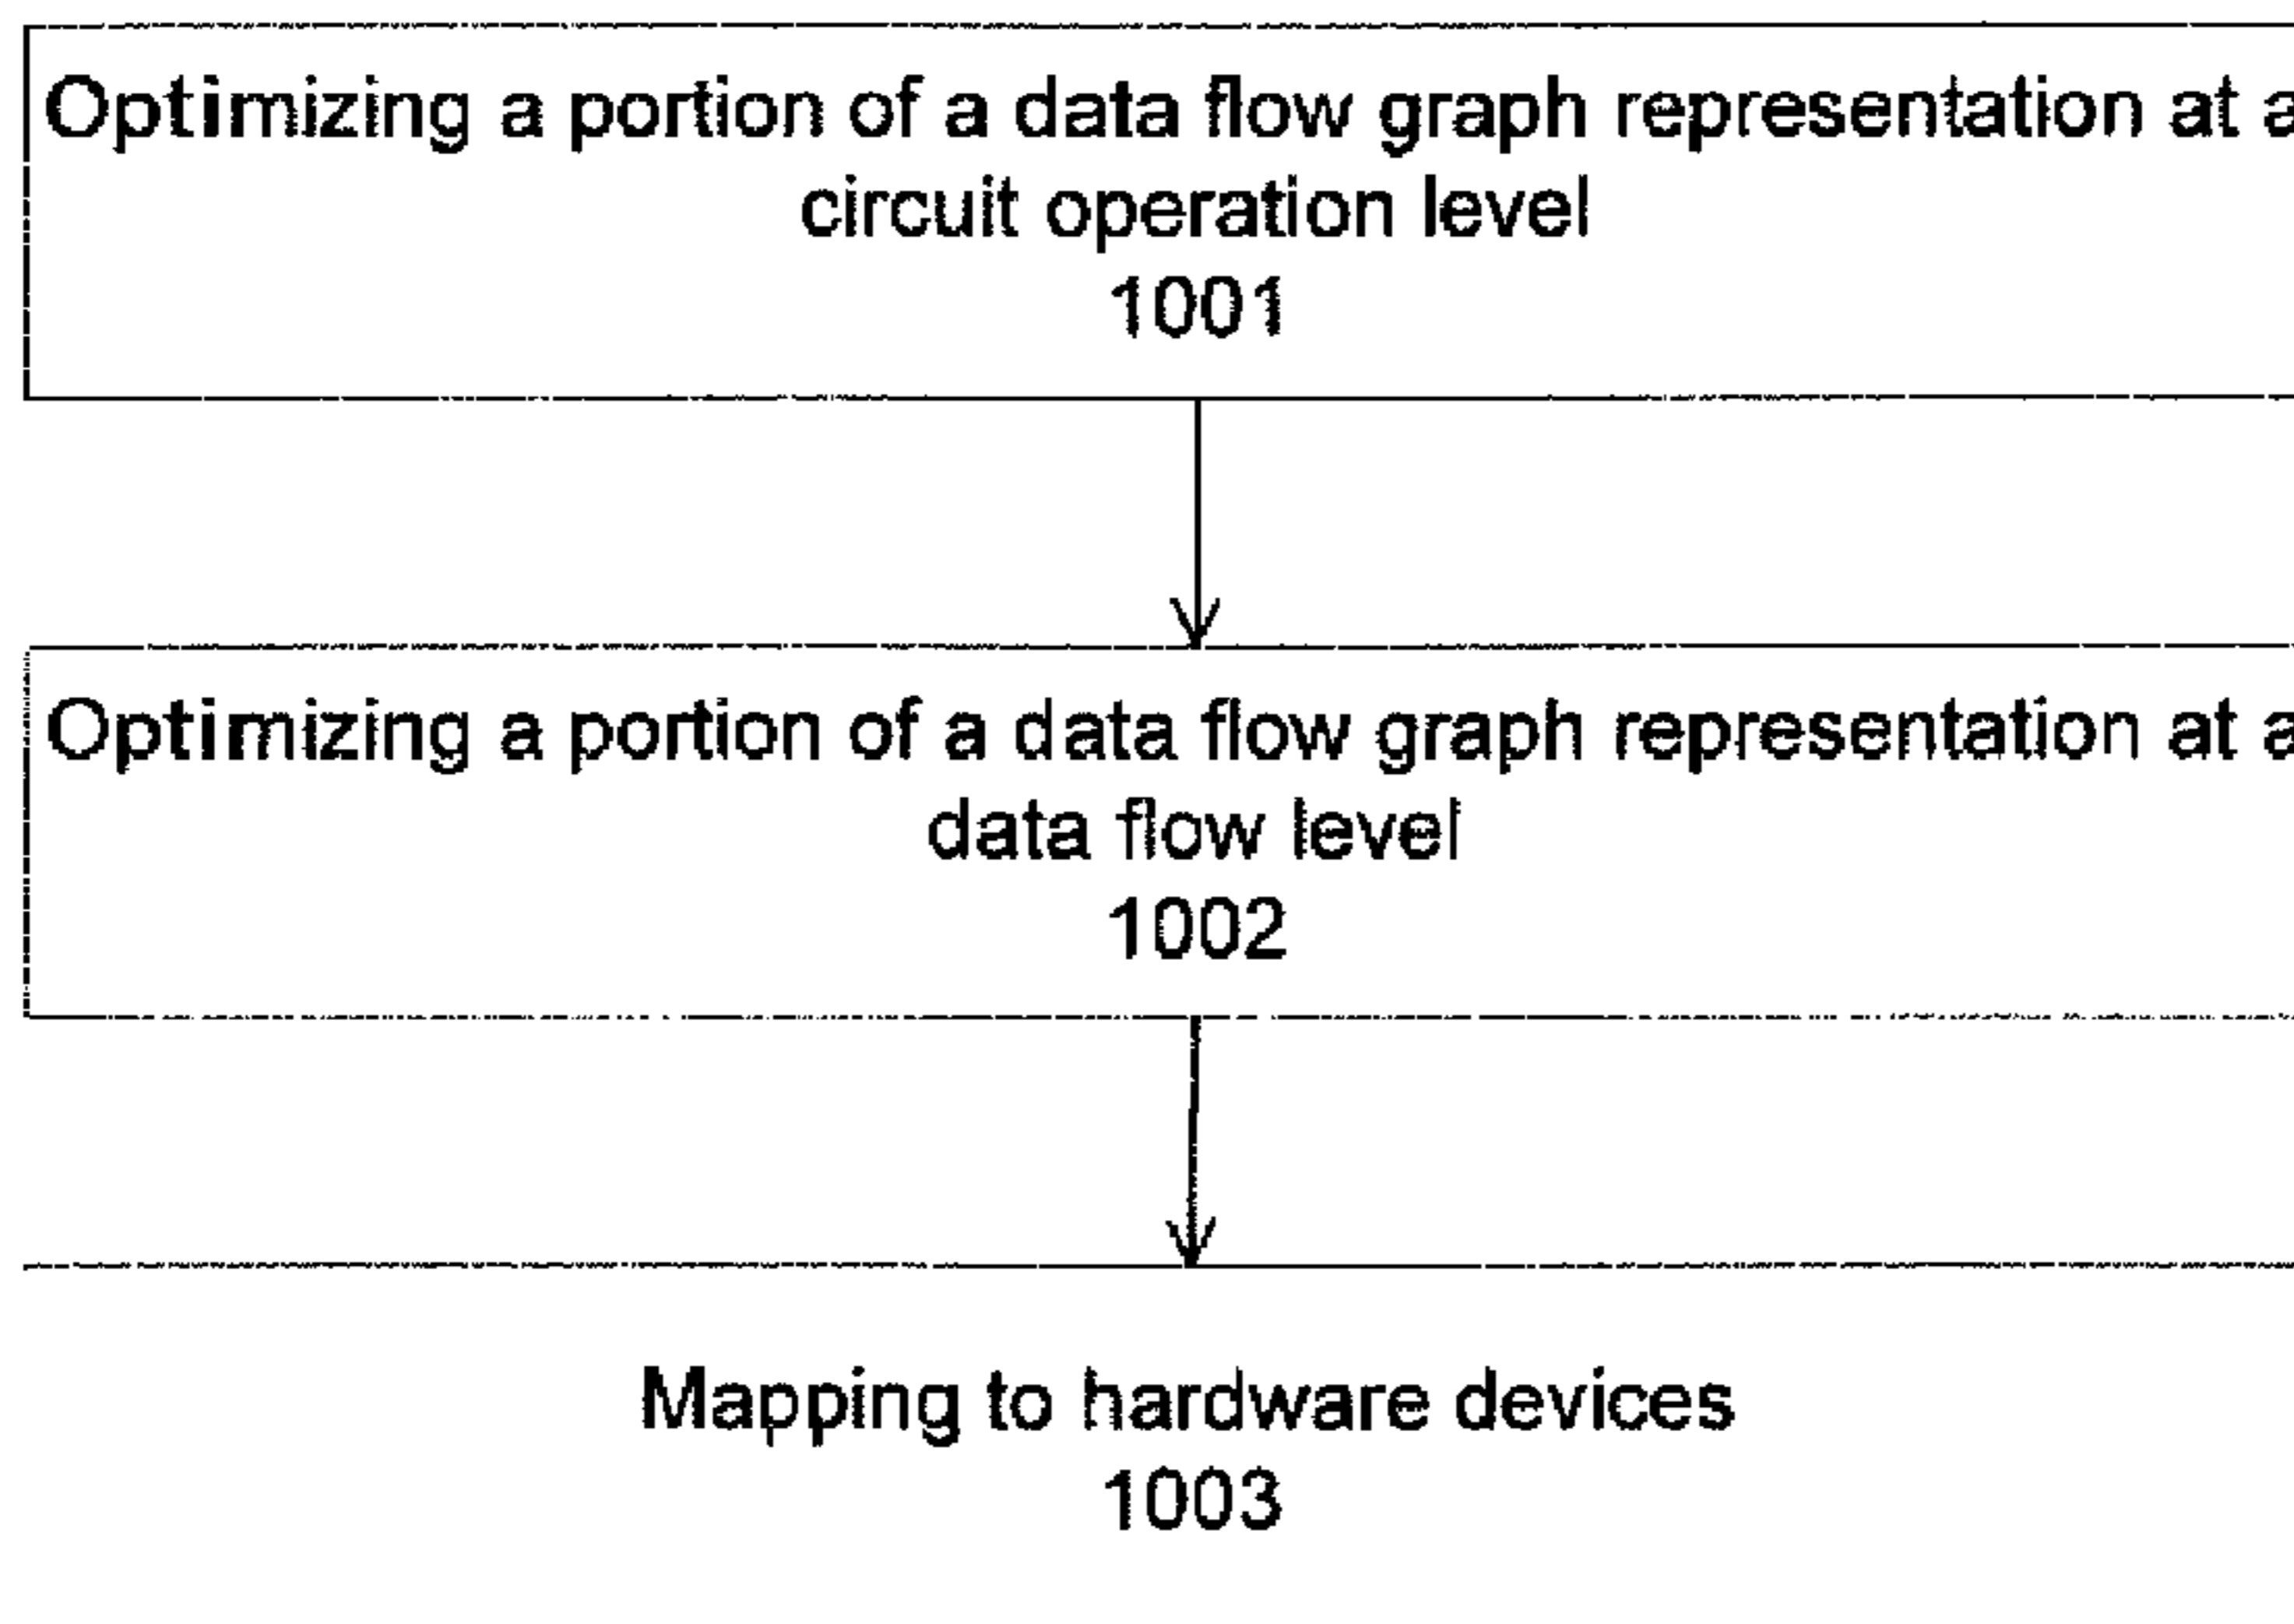 Optimizing a portion of a data flow graph representation at a
circuit operation level
1001
Optimizing a portion of a data flow graph representation at a
data flow level
1002
Mapping to hardware devices
1003